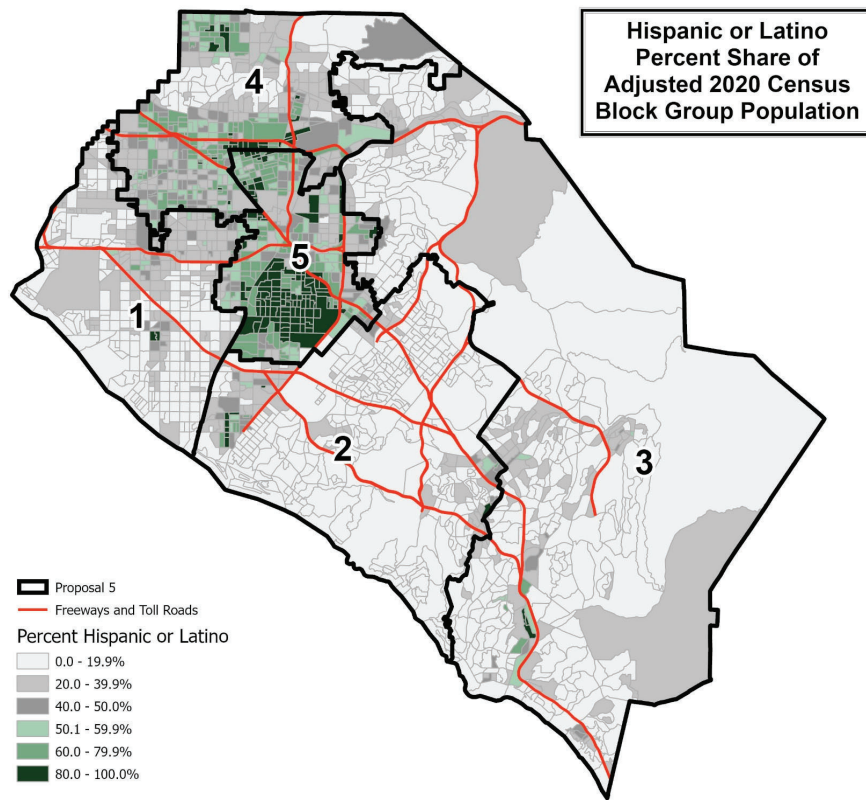 Hispanic or Latino
Percent Share of
Adjusted 2020 Census
Block Group Population
4
5
1
2
3
Proposal 5
Freeways and Toll Roads
Percent Hispanic or Latino
0.0 - 19.9%
20.0 - 39.9%
40.0 - 50.0%
50.1 - 59.9%
60.0 - 79.9%
80.0 - 100.0%